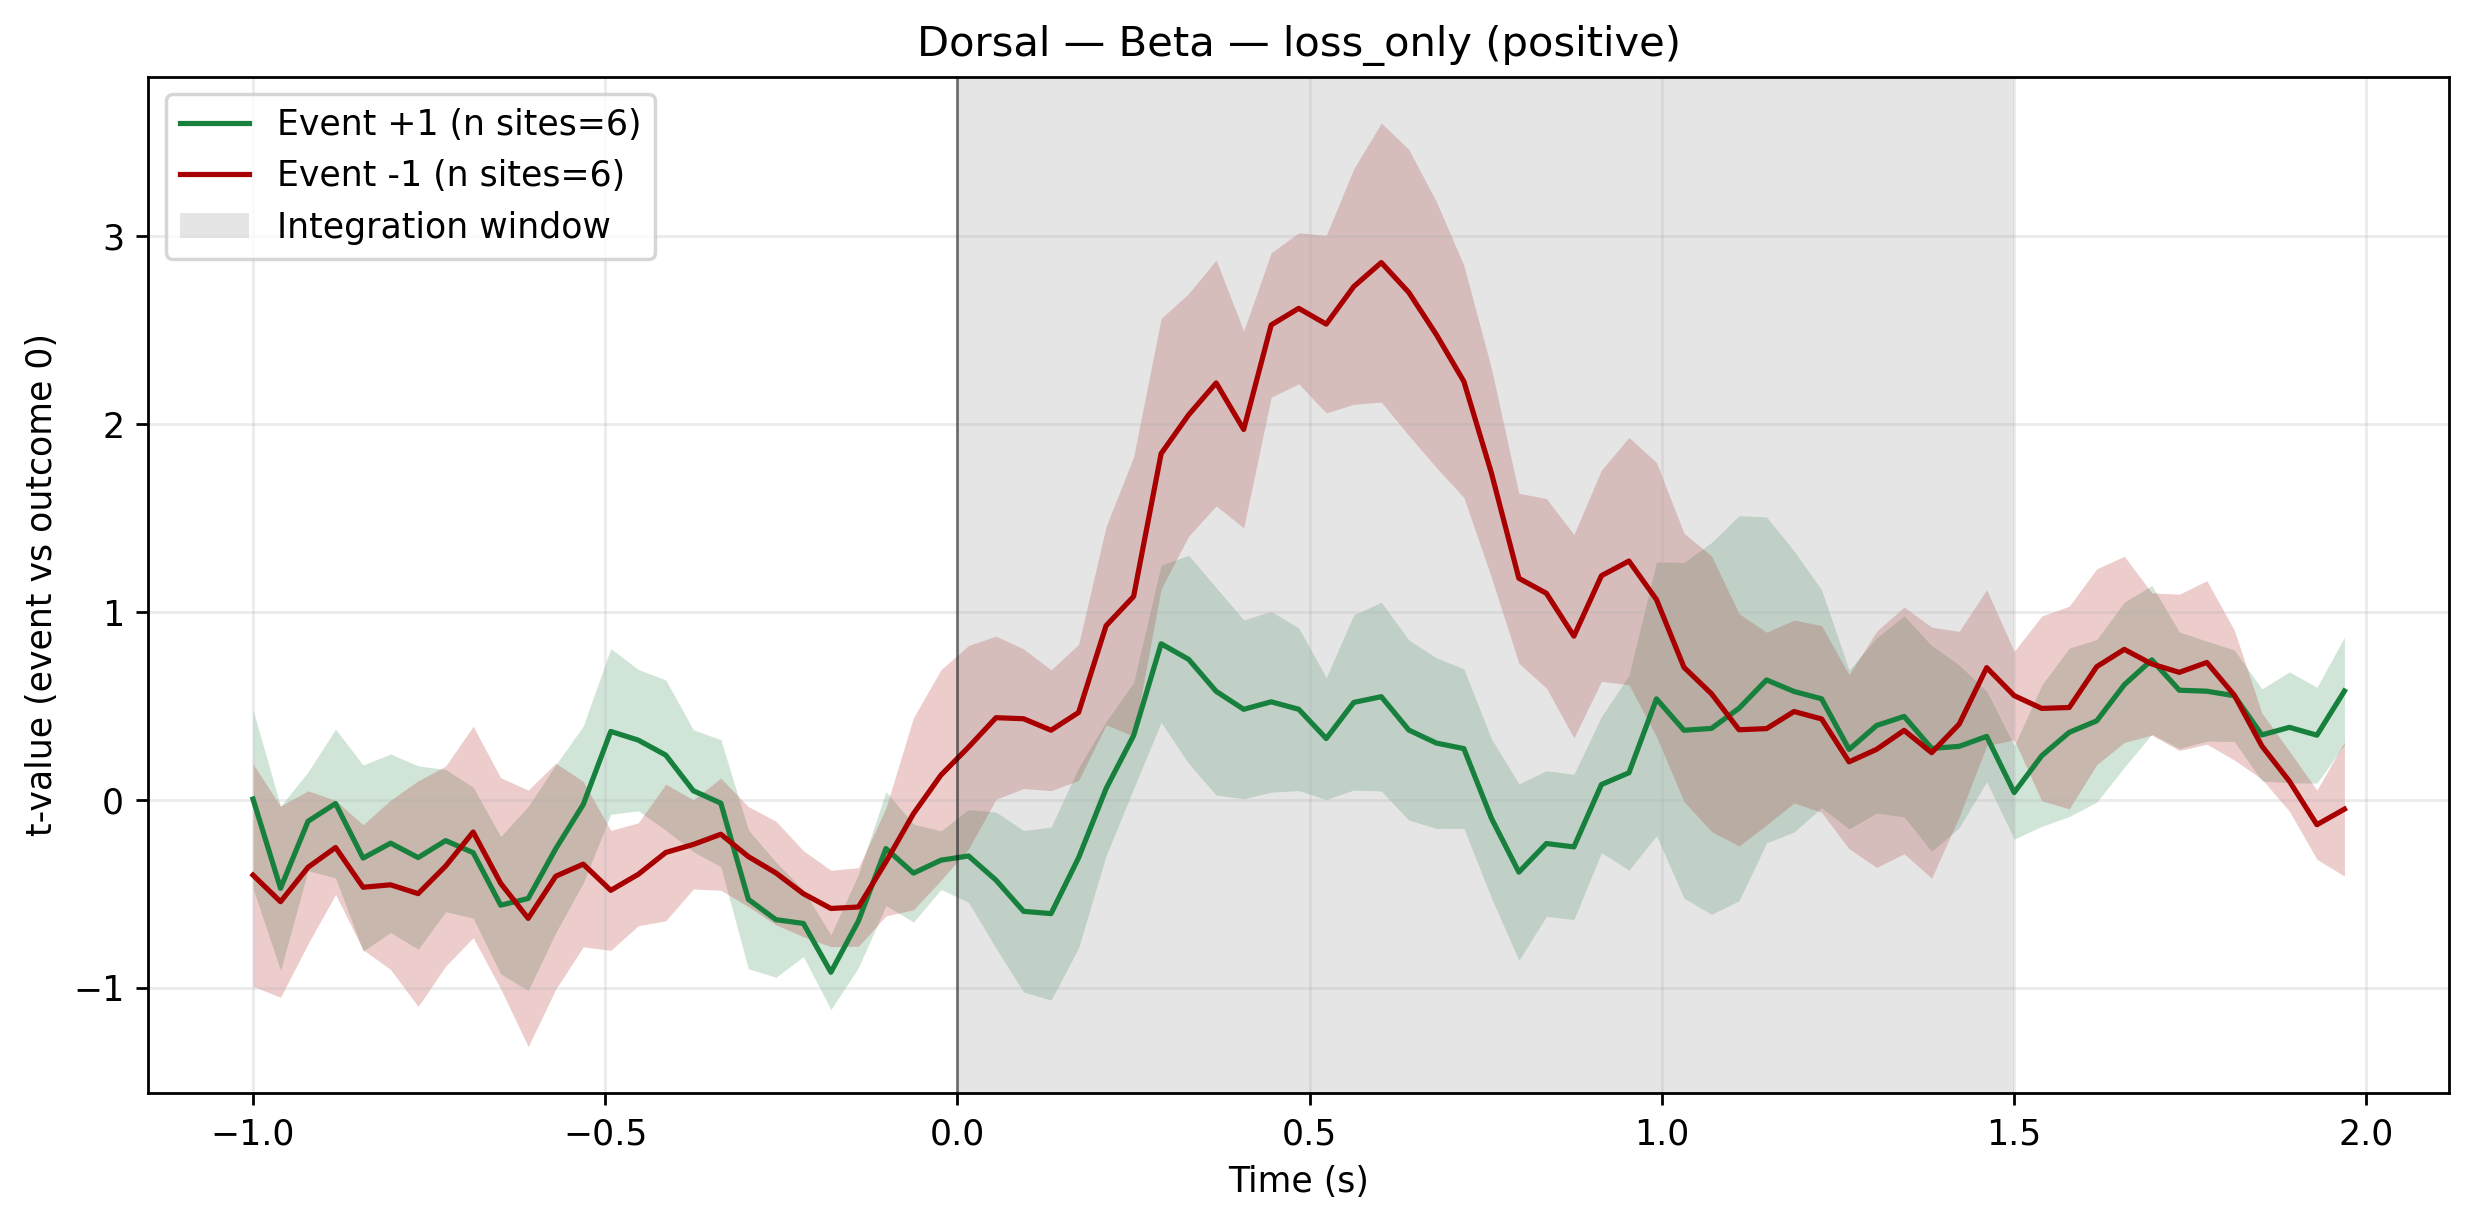 Dorsal — Beta — loss_only (positive)
Event +1 (n sites=6)
Event -1 (n sites=6)
Integration window
t-value (event vs outcome 0)
3
2
1
0
−1
−1.0
−0.5
0.0
0.5
1.0
1.5
2.0
Time (s)